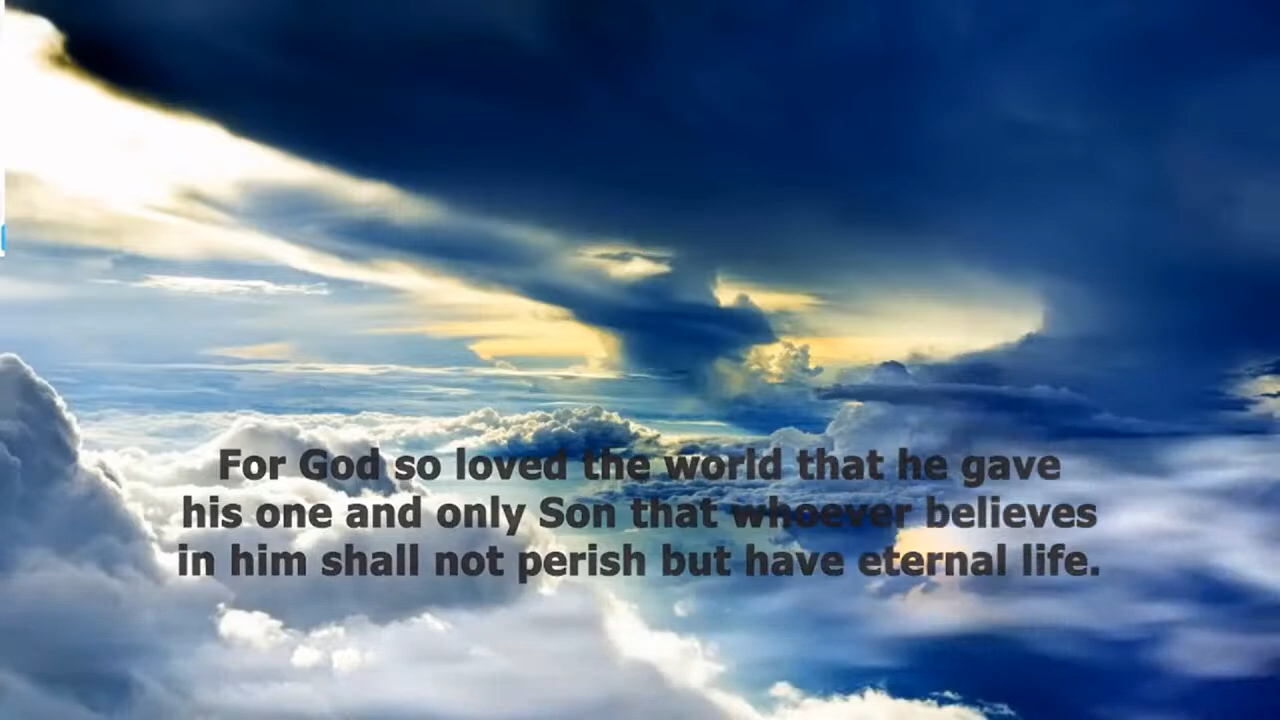 For God so loved the world that he gave
his one and only Son that whoever believes
in him shall not perish but have eternal life.